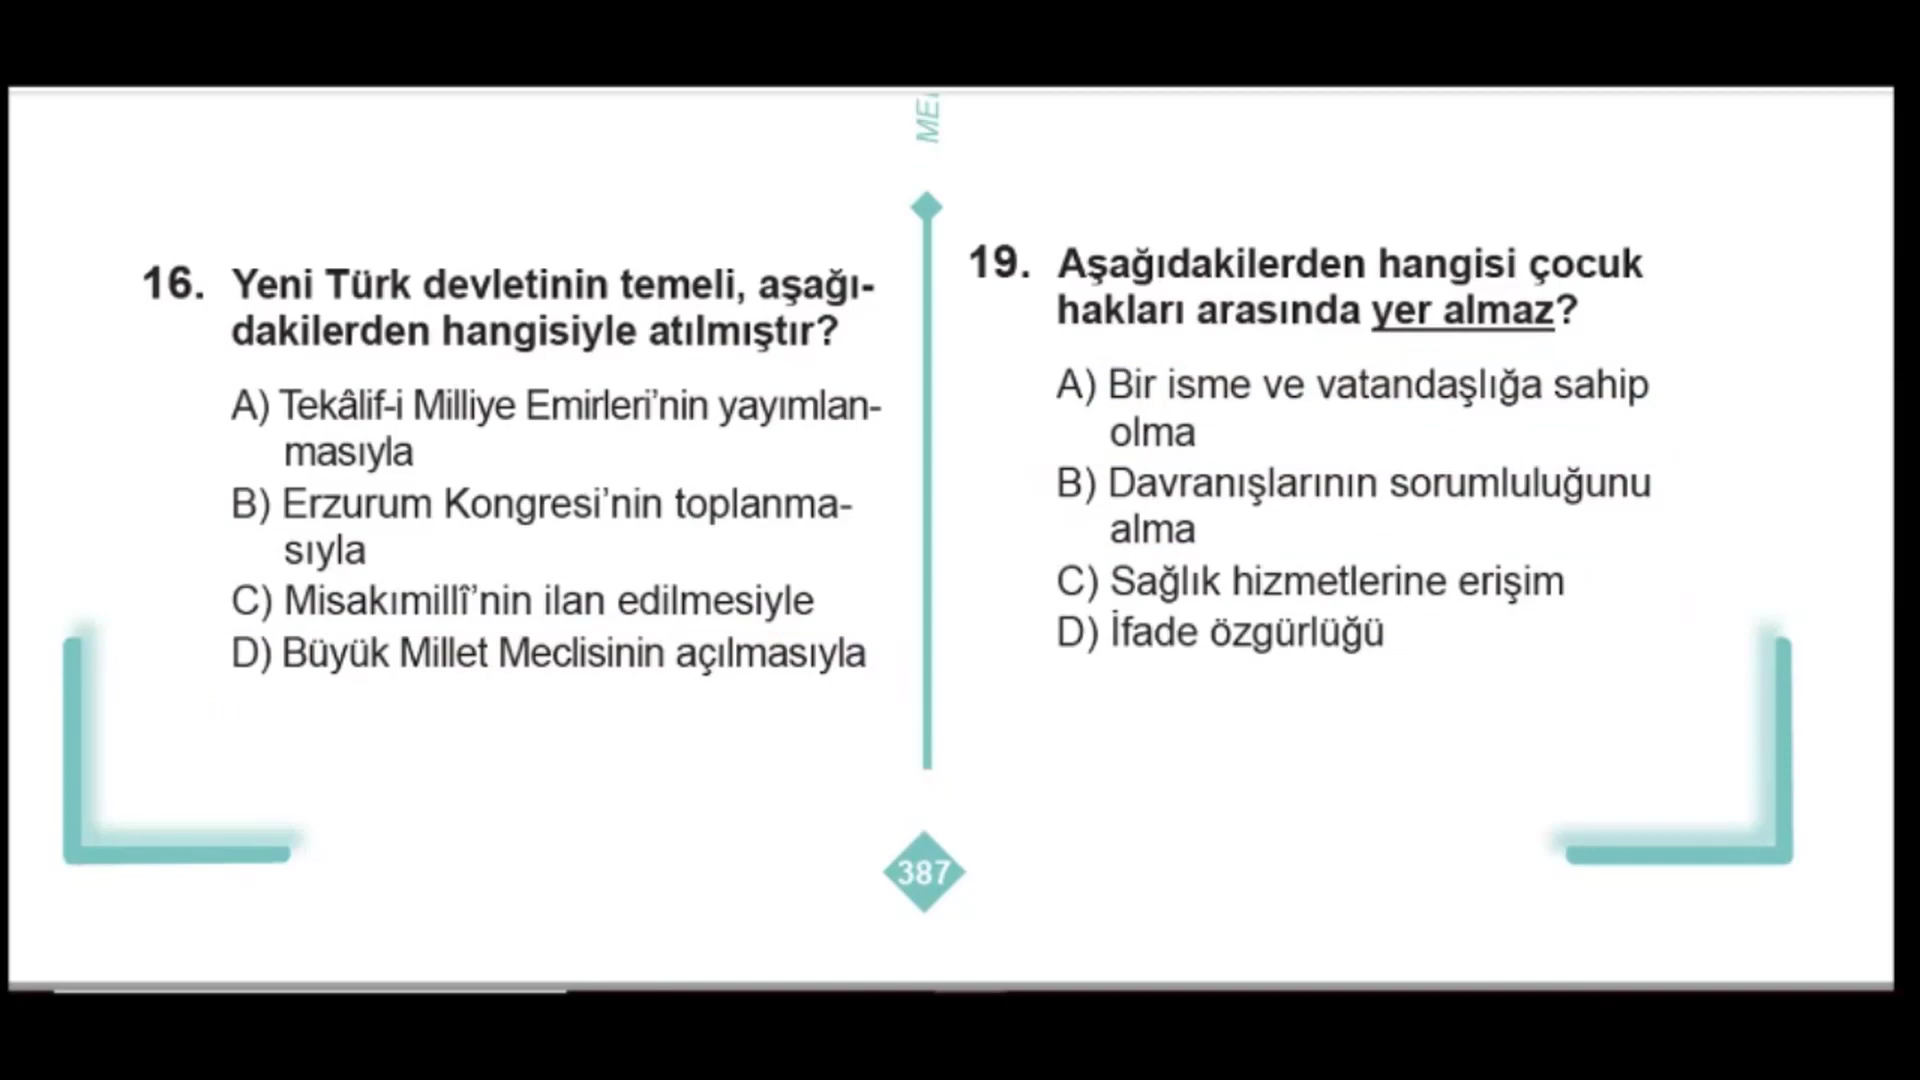 ME
16. Yeni Türk devletinin temeli, aşağı-
dakilerden hangisiyle atılmıştır?
A) Tekâlif-i Milliye Emirleri’nin yayımlan-
masıyla
B) Erzurum Kongresi’nin toplanma-
sıyla
C) Misakımillî’nin ilan edilmesiyle
D) Büyük Millet Meclisinin açılmasıyla
19. Aşağıdakilerden hangisi çocuk
hakları arasında yer almaz?
A) Bir isme ve vatandaşlığa sahip
olma
B) Davranışlarının sorumluluğunu
alma
C) Sağlık hizmetlerine erişim
D) İfade özgürlüğü
387